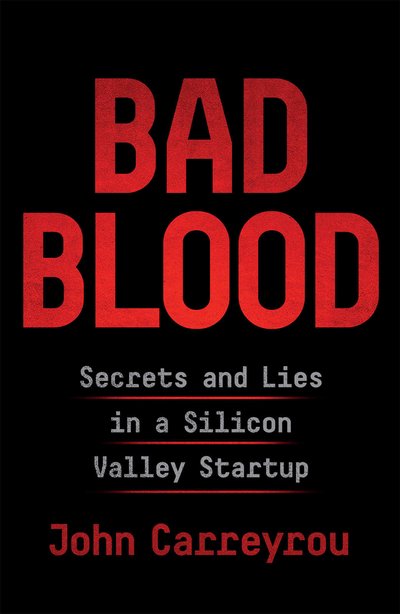 BAD
BLOOD
Secrets and Lies
in a Silicon
Valley Startup
John Carreyrou